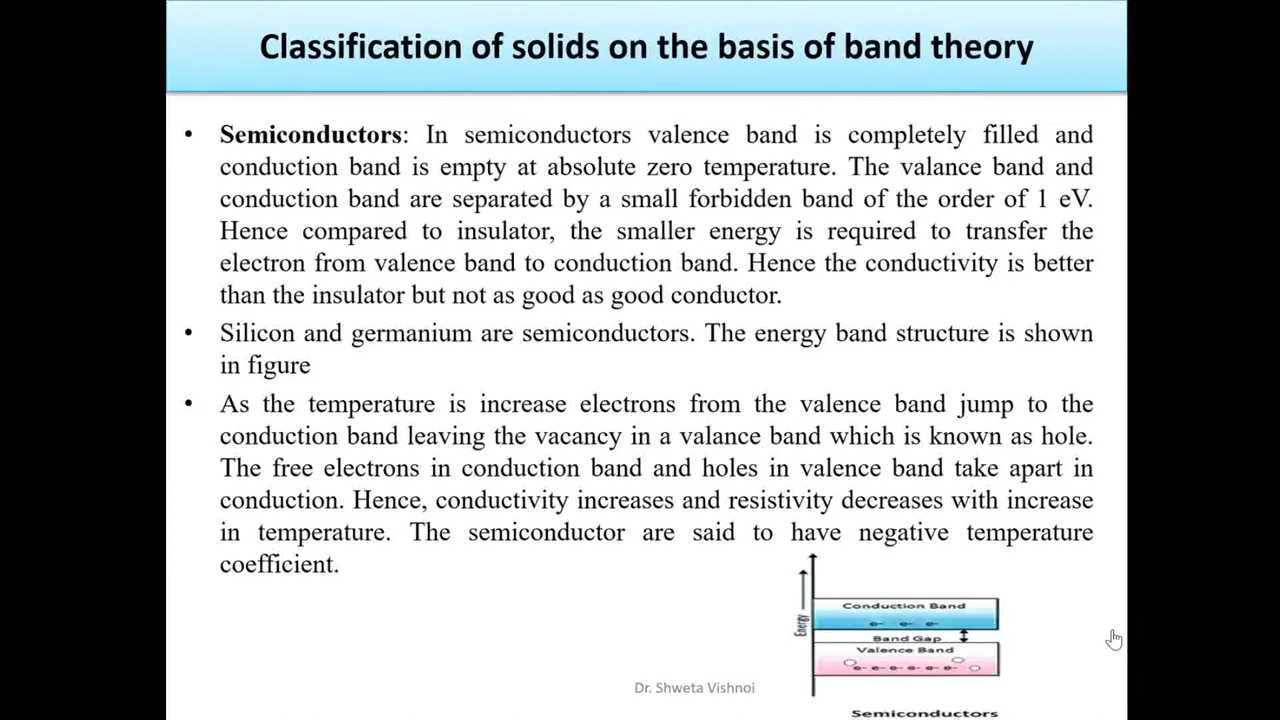 Classification of solids on the basis of band theory
• Semiconductors: In semiconductors valence band is completely filled and
conduction band is empty at absolute zero temperature. The valance band and
conduction band are separated by a small forbidden band of the order of 1 eV.
Hence compared to insulator, the smaller energy is required to transfer the
electron from valence band to conduction band. Hence the conductivity is better
than the insulator but not as good as good conductor.
• Silicon and germanium are semiconductors. The energy band structure is shown
in figure
• As the temperature is increase electrons from the valence band jump to the
conduction band leaving the vacancy in a valance band which is known as hole.
The free electrons in conduction band and holes in valence band take apart in
conduction. Hence, conductivity increases and resistivity decreases with increase
in temperature. The semiconductor are said to have negative temperature
coefficient.
Energy
Conduction Band
e- e- e-
Band Gap
Valence Band
e- e- e- e- e- e-
Semiconductors
Dr. Shweta Vishnoi